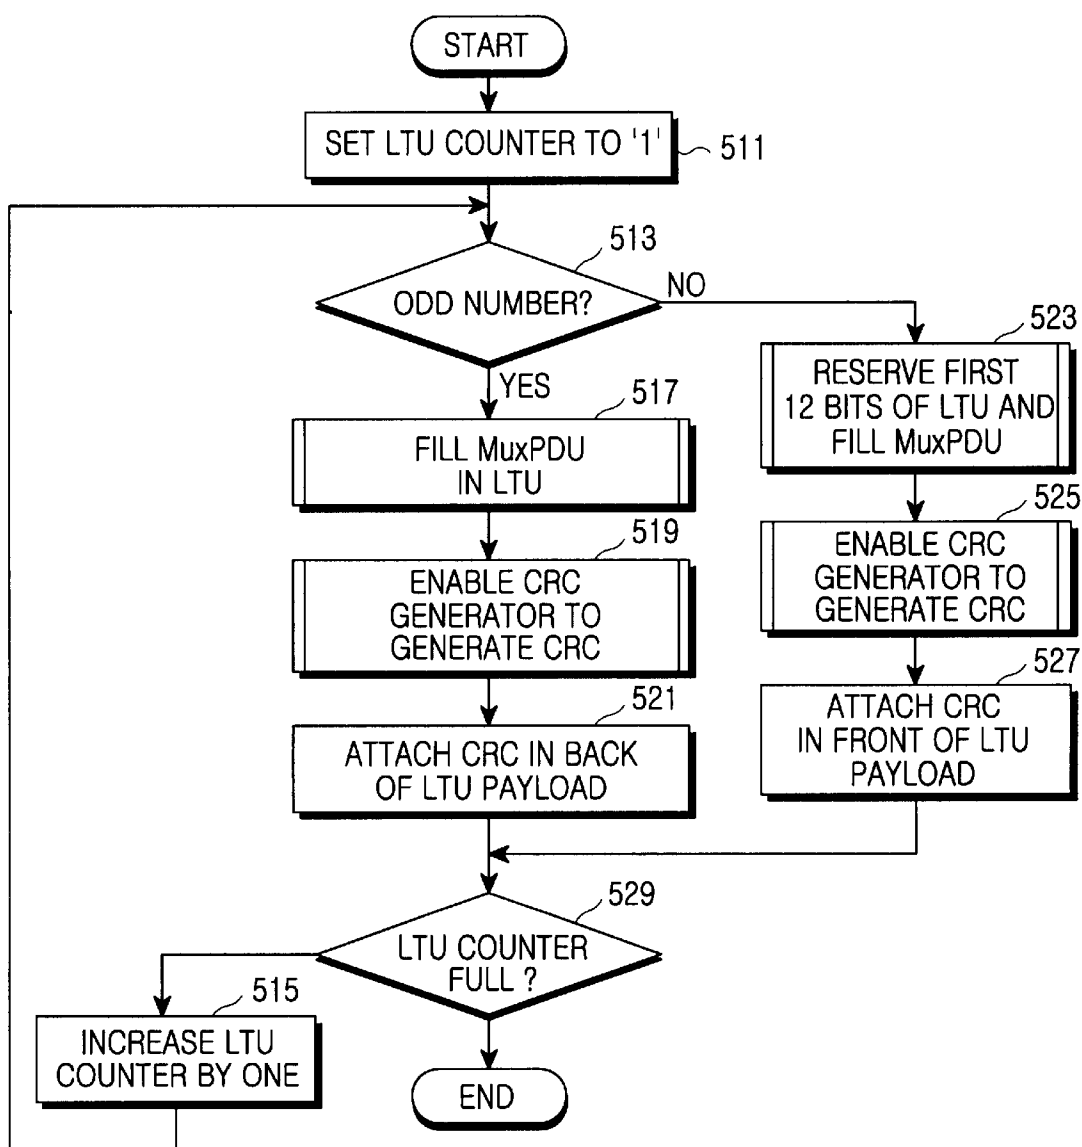 START
SET LTU COUNTER TO '1'
511
513
ODD NUMBER?
NO
YES
523
RESERVE FIRST
12 BITS OF LTU AND
FILL MuxPDU
517
FILL MuxPDU
IN LTU
525
ENABLE CRC
GENERATOR TO
GENERATE CRC
519
ENABLE CRC
GENERATOR TO
GENERATE CRC
527
ATTACH CRC
IN FRONT OF LTU
PAYLOAD
521
ATTACH CRC IN BACK
OF LTU PAYLOAD
529
LTU COUNTER
FULL ?
515
INCREASE LTU
COUNTER BY ONE
END